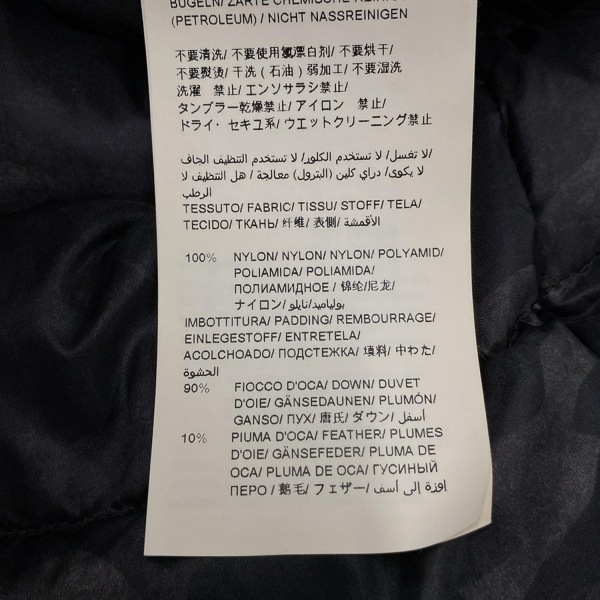 BÜGELN/ ZARTE CHEMISCHE REINI
(PETROLEUM) / NICHT NASSREINIGEN
不要清洗/ 不要使用氯漂白剂/ 不要烘干/
不要熨烫/ 干洗 ( 石油 ) 弱加工/ 不要湿洗
洗濯 禁止/ エンソサラシ禁止/
タンブラー乾燥禁止/ アイロン 禁止/
ドライ・セキユ系/ ウエットクリーニング禁止
لا تغسل/ لا تستخدم الكلور/ لا تستخدم التنظيف الجاف/
لا يكوى/ دراي كلين (البترول) معالجة / هل التنظيف لا
الرطب
TESSUTO/ FABRIC/ TISSU/ STOFF/ TELA/
TECIDO/ ТКАНЬ/ 纤维/ 表側/ الأقمشة
100% NYLON/ NYLON/ NYLON/ POLYAMID/
POLIAMIDA/ POLIAMIDA/
ПОЛИАМИДНОЕ / 锦纶/尼龙/
ナイロン/ بولياميد/نايلو
IMBOTTITURA/ PADDING/ REMBOURRAGE/
EINLEGESTOFF/ ENTRETELA/
ACOLCHOADO/ ПОДСТЕЖКА/ 填料/ 中わた/
الحشوة
90% FIOCCO D'OCA/ DOWN/ DUVET
D'OIE/ GÄNSEDAUNEN/ PLUMÓN/
GANSO/ ПУХ/ 唐氏/ ダウン/ أسفل
10% PIUMA D'OCA/ FEATHER/ PLUMES
D'OIE/ GÄNSEFEDER/ PLUMA DE
OCA/ PLUMA DE OCA/ ГУСИНЫЙ
ПЕРО / 鹅毛/ フェザー/ اوزة إلى أسف